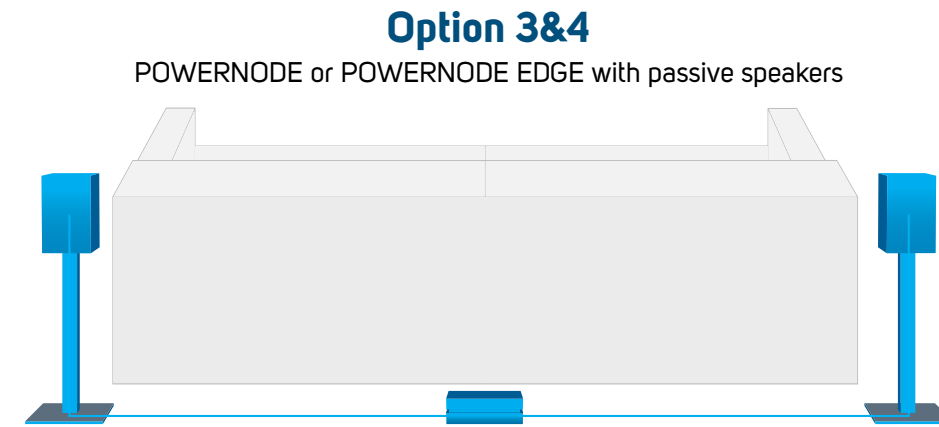 Option 3&4
POWERNODE or POWERNODE EDGE with passive speakers